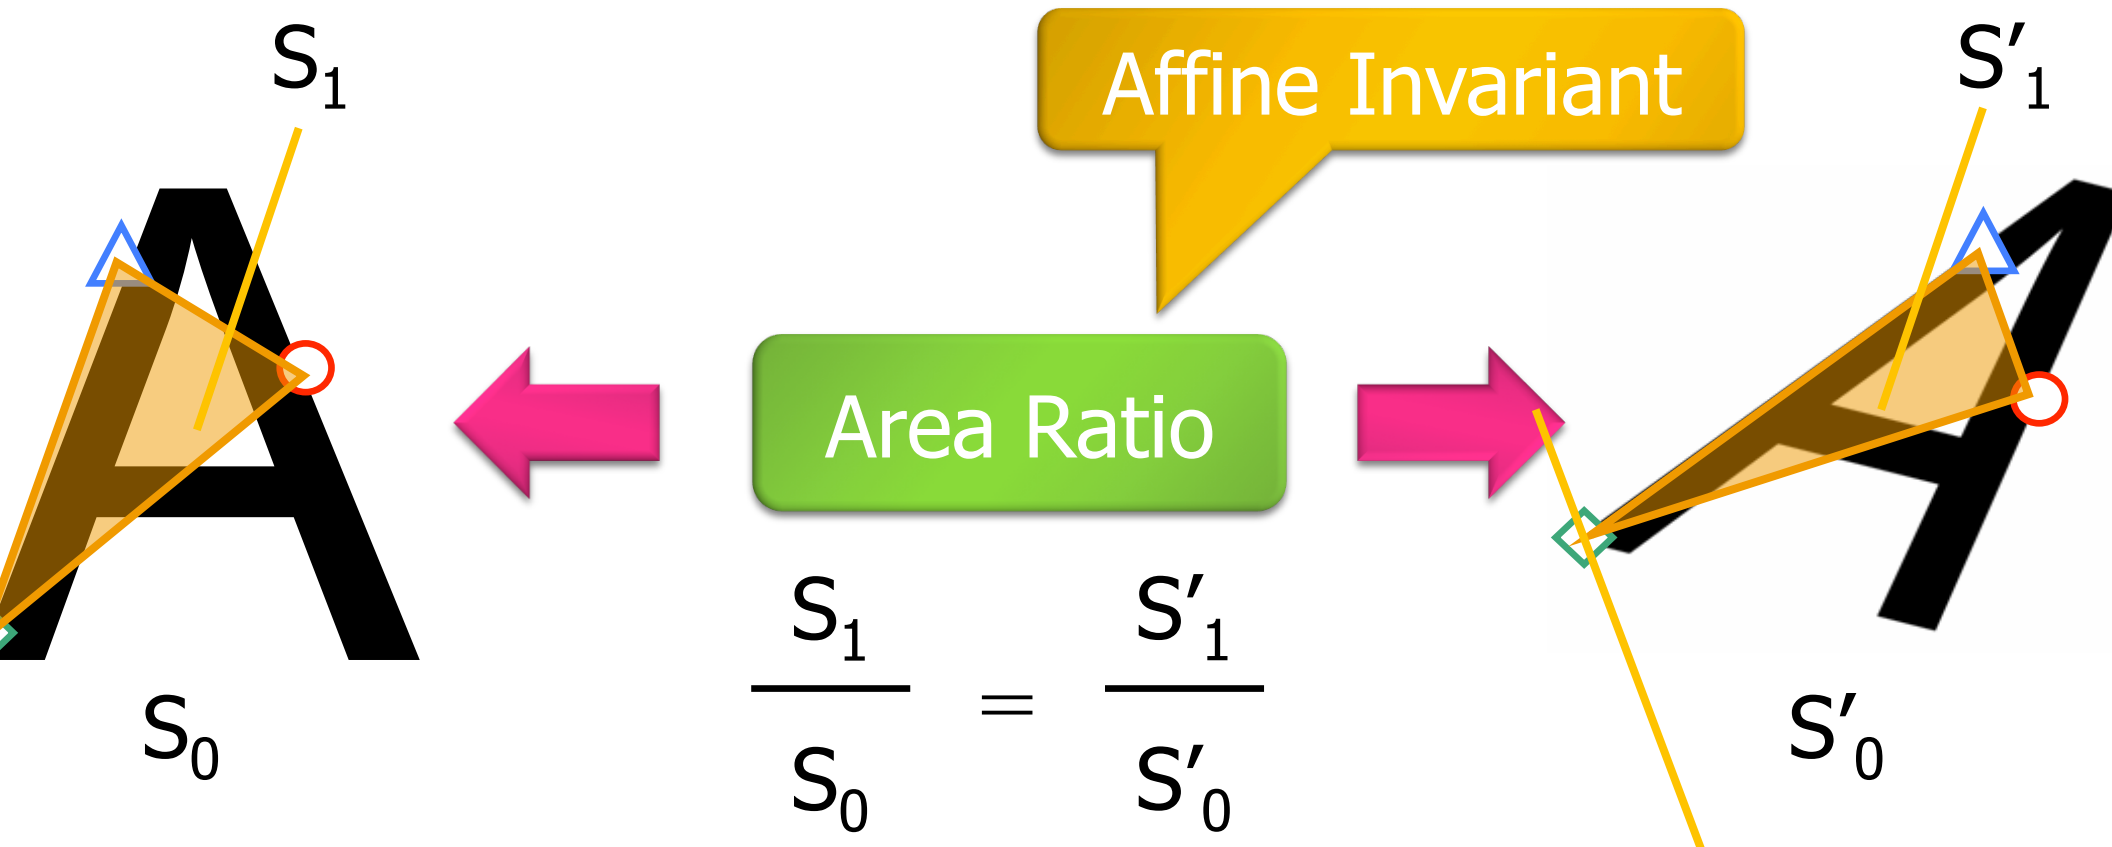 S1
Affine Invariant
S′1
A
A
Area Ratio
S1 / S0 = S′1 / S′0
S0
S′0